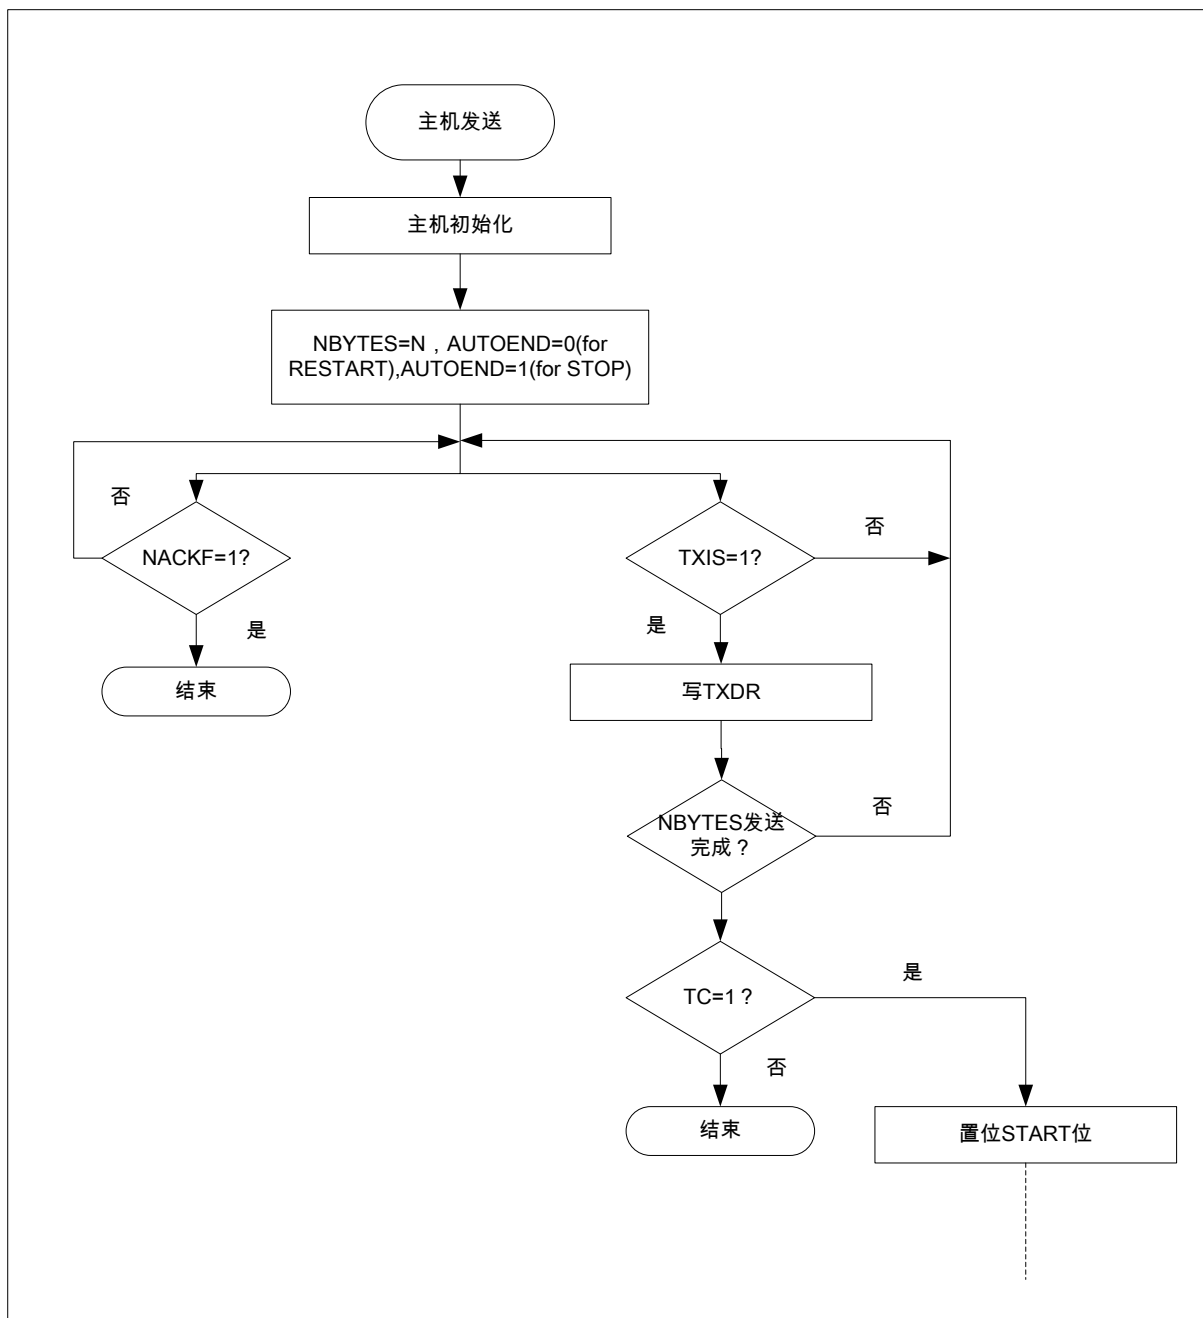 主机发送
主机初始化
NBYTES=N，AUTOEND=0(for
RESTART),AUTOEND=1(for STOP)
否
否
NACKF=1?
TXIS=1?
是
是
结束
写TXDR
NBYTES发送
完成？
否
TC=1？
是
否
结束
置位START位